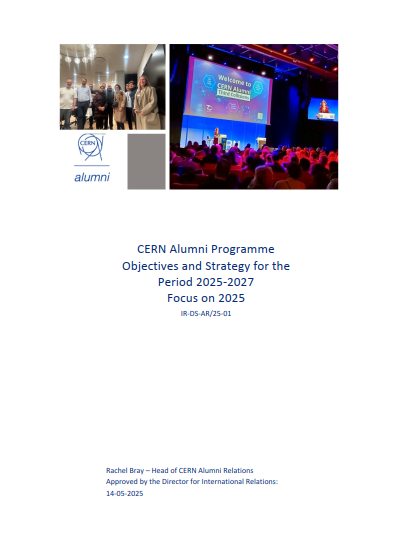 Welcome to
CERN Alumni
Third Collisions
CERN
alumni
CERN Alumni Programme
Objectives and Strategy for the
Period 2025-2027
Focus on 2025
IR-DS-AR/25-01
Rachel Bray – Head of CERN Alumni Relations
Approved by the Director for International Relations:
14-05-2025